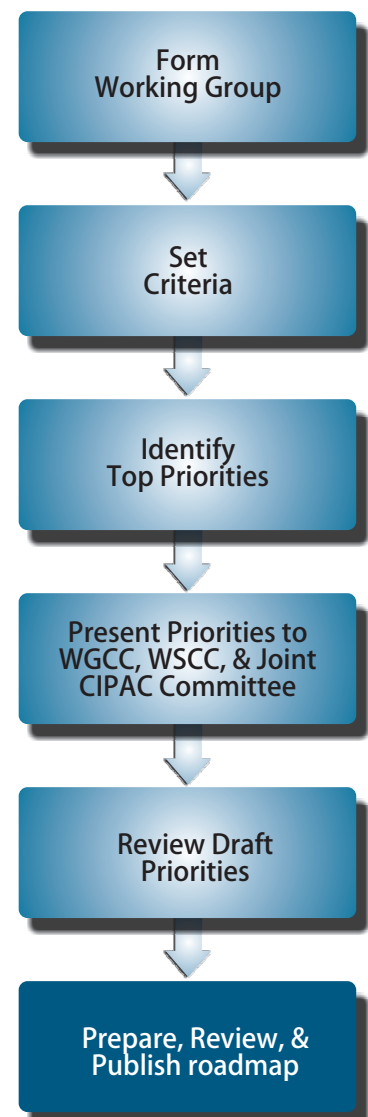 Form
Working Group
Set
Criteria
Identify
Top Priorities
Present Priorities to
WGCC, WSCC, & Joint
CIPAC Committee
Review Draft
Priorities
Prepare, Review, &
Publish roadmap